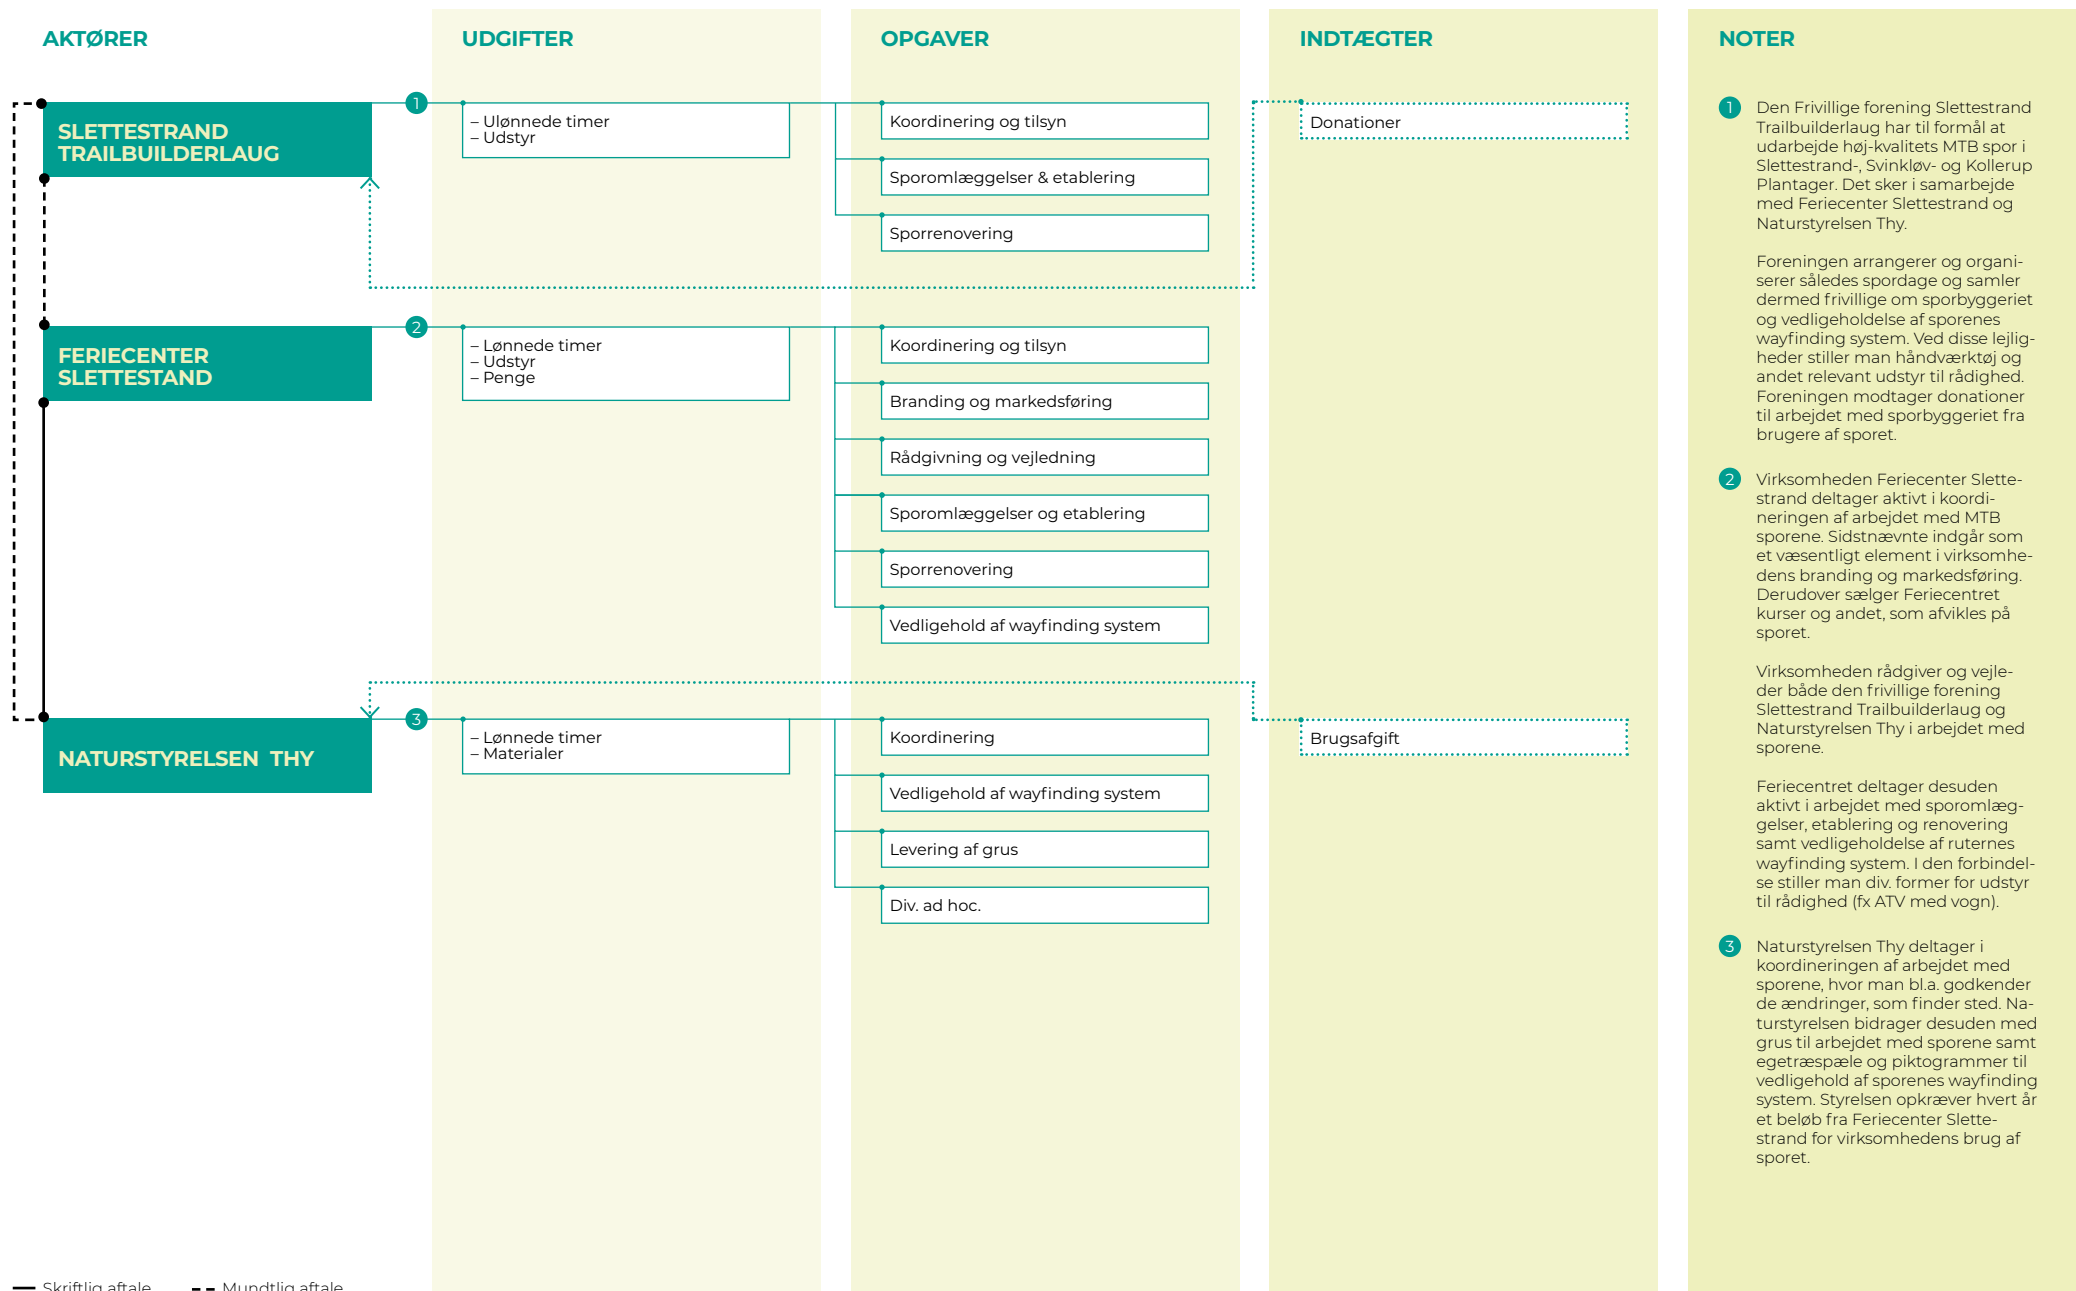 AKTØRER
UDGIFTER
OPGAVER
INDTÆGTER
NOTER
SLETTESTRAND
TRAILBUILDERLAUG
1
– Ulønnede timer
– Udstyr
Koordinering og tilsyn
Sporomlæggelser & etablering
Sporrenovering
Donationer
FERIECENTER
SLETTESTAND
2
– Lønnede timer
– Udstyr
– Penge
Koordinering og tilsyn
Branding og markedsføring
Rådgivning og vejledning
Sporomlæggelser og etablering
Sporrenovering
Vedligehold af wayfinding system
NATURSTYRELSEN THY
3
– Lønnede timer
– Materialer
Koordinering
Vedligehold af wayfinding system
Levering af grus
Div. ad hoc.
Brugsafgift
1
Den Frivillige forening Slettestrand
Trailbuilderlaug har til formål at
udarbejde høj-kvalitets MTB spor i
Slettestrand-, Svinkløv- og Kollerup
Plantager. Det sker i samarbejde
med Feriecenter Slettestrand og
Naturstyrelsen Thy.
Foreningen arrangerer og organi-
serer således spordage og samler
dermed frivillige om sporbyggeriet
og vedligeholdelse af sporenes
wayfinding system. Ved disse lejlig-
heder stiller man håndværktøj og
andet relevant udstyr til rådighed.
Foreningen modtager donationer
til arbejdet med sporbyggeriet fra
brugere af sporet.
2
Virksomheden Feriecenter Slette-
strand deltager aktivt i koordi-
neringen af arbejdet med MTB
sporene. Sidstnævnte indgår som
et væsentligt element i virksomhe-
dens branding og markedsføring.
Derudover sælger Feriecentret
kurser og andet, som afvikles på
sporet.
Virksomheden rådgiver og vejle-
der både den frivillige forening
Slettestrand Trailbuilderlaug og
Naturstyrelsen Thy i arbejdet med
sporene.
Feriecentret deltager desuden
aktivt i arbejdet med sporomlæg-
gelser, etablering og renovering
samt vedligeholdelse af ruternes
wayfinding system. I den forbindel-
se stiller man div. former for udstyr
til rådighed (fx ATV med vogn).
3
Naturstyrelsen Thy deltager i
koordineringen af arbejdet med
sporene, hvor man bl.a. godkender
de ændringer, som finder sted. Na-
turstyrelsen bidrager desuden med
grus til arbejdet med sporene samt
egetræspæle og piktogrammer til
vedligehold af sporenes wayfinding
system. Styrelsen opkræver hvert år
et beløb fra Feriecenter Slette-
strand for virksomhedens brug af
sporet.
Skriftlig aftale
Mundtlig aftale